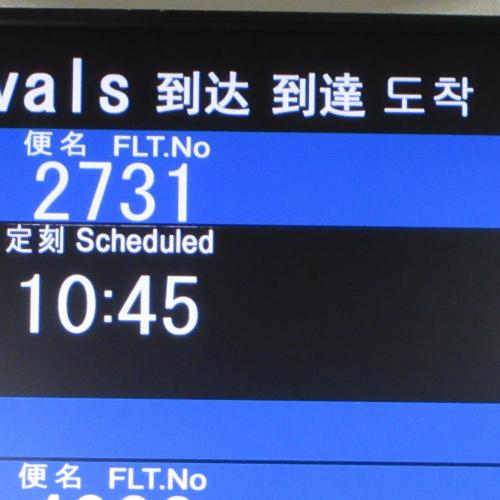 vals 到达 到達 도착
便名 FLT.No
2731
定刻 Scheduled
10:45
便名 FLT.No